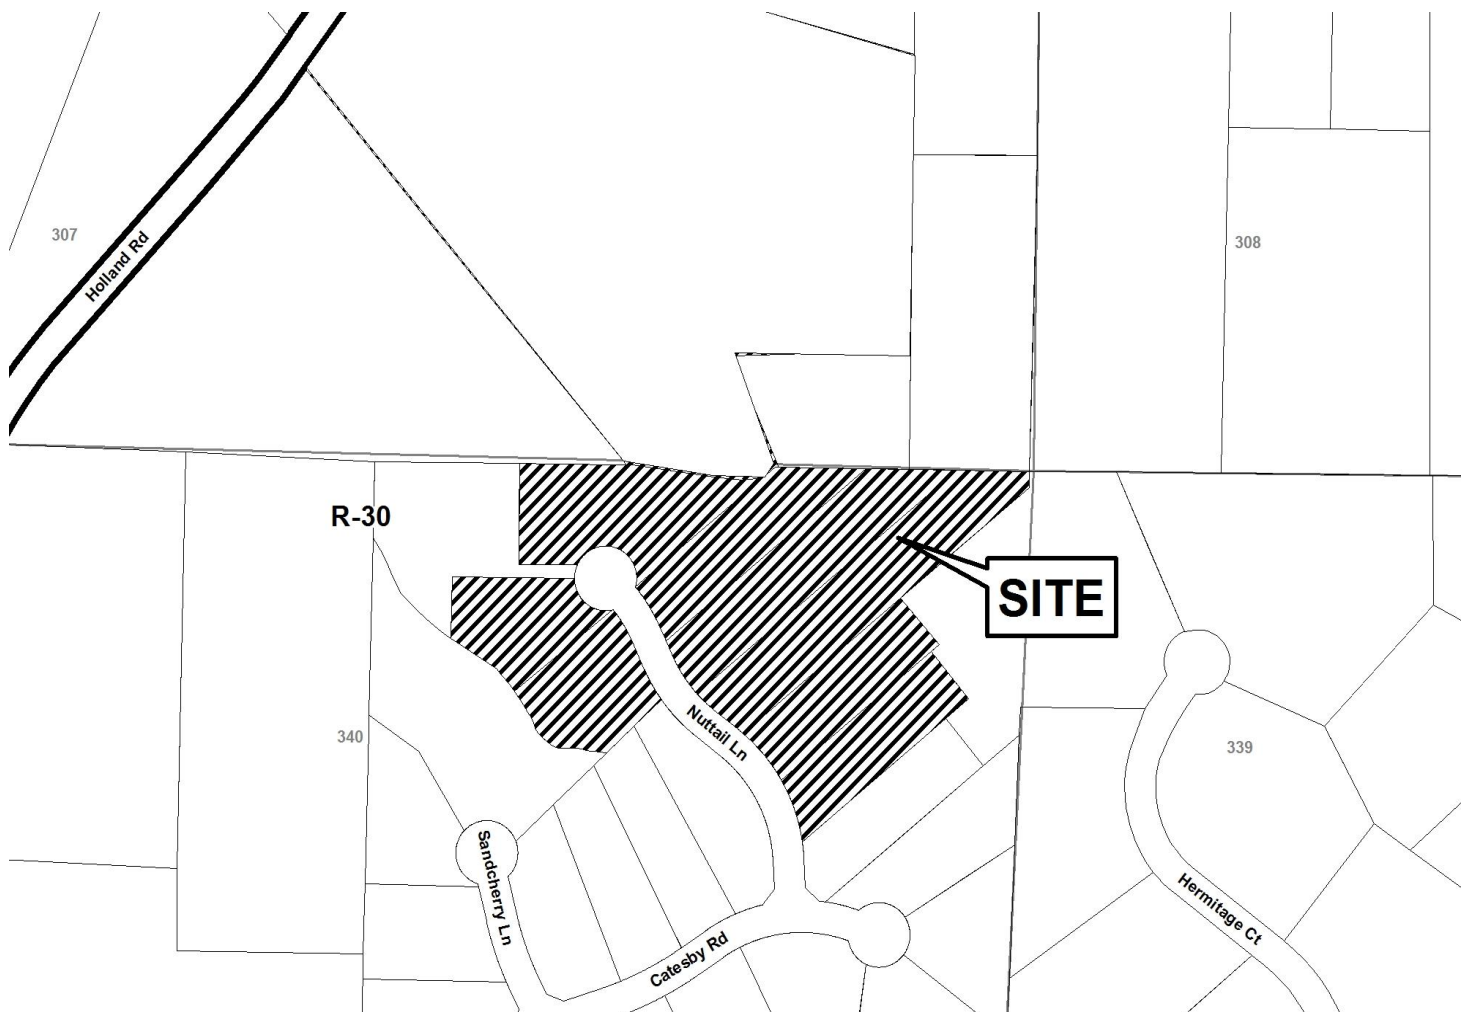 307
Holland Rd
308
R-30
SITE
340
Nuttail Ln
339
Sandcherry Ln
Hermitage Ct
Catesby Rd